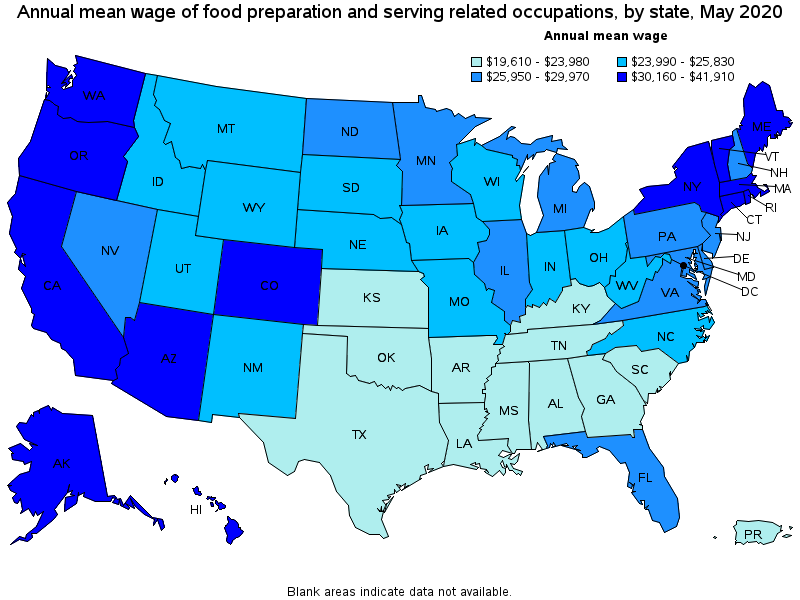 Annual mean wage of food preparation and serving related occupations, by state, May 2020
Annual mean wage
$19,610 - $23,980 $23,990 - $25,830
$25,950 - $29,970 $30,160 - $41,910
WA
ME
MT
ND
OR
MN
VT
NH
ID
SD
WI
NY
MA
WY
MI
RI
CT
IA
PA
NJ
NE
NV
OH
DE
UT
IL
IN
MD
CA
CO
WV
DC
VA
KS
MO
KY
NC
TN
AZ
OK
NM
AR
SC
GA
MS
AL
TX
LA
AK
FL
HI
PR
Blank areas indicate data not available.